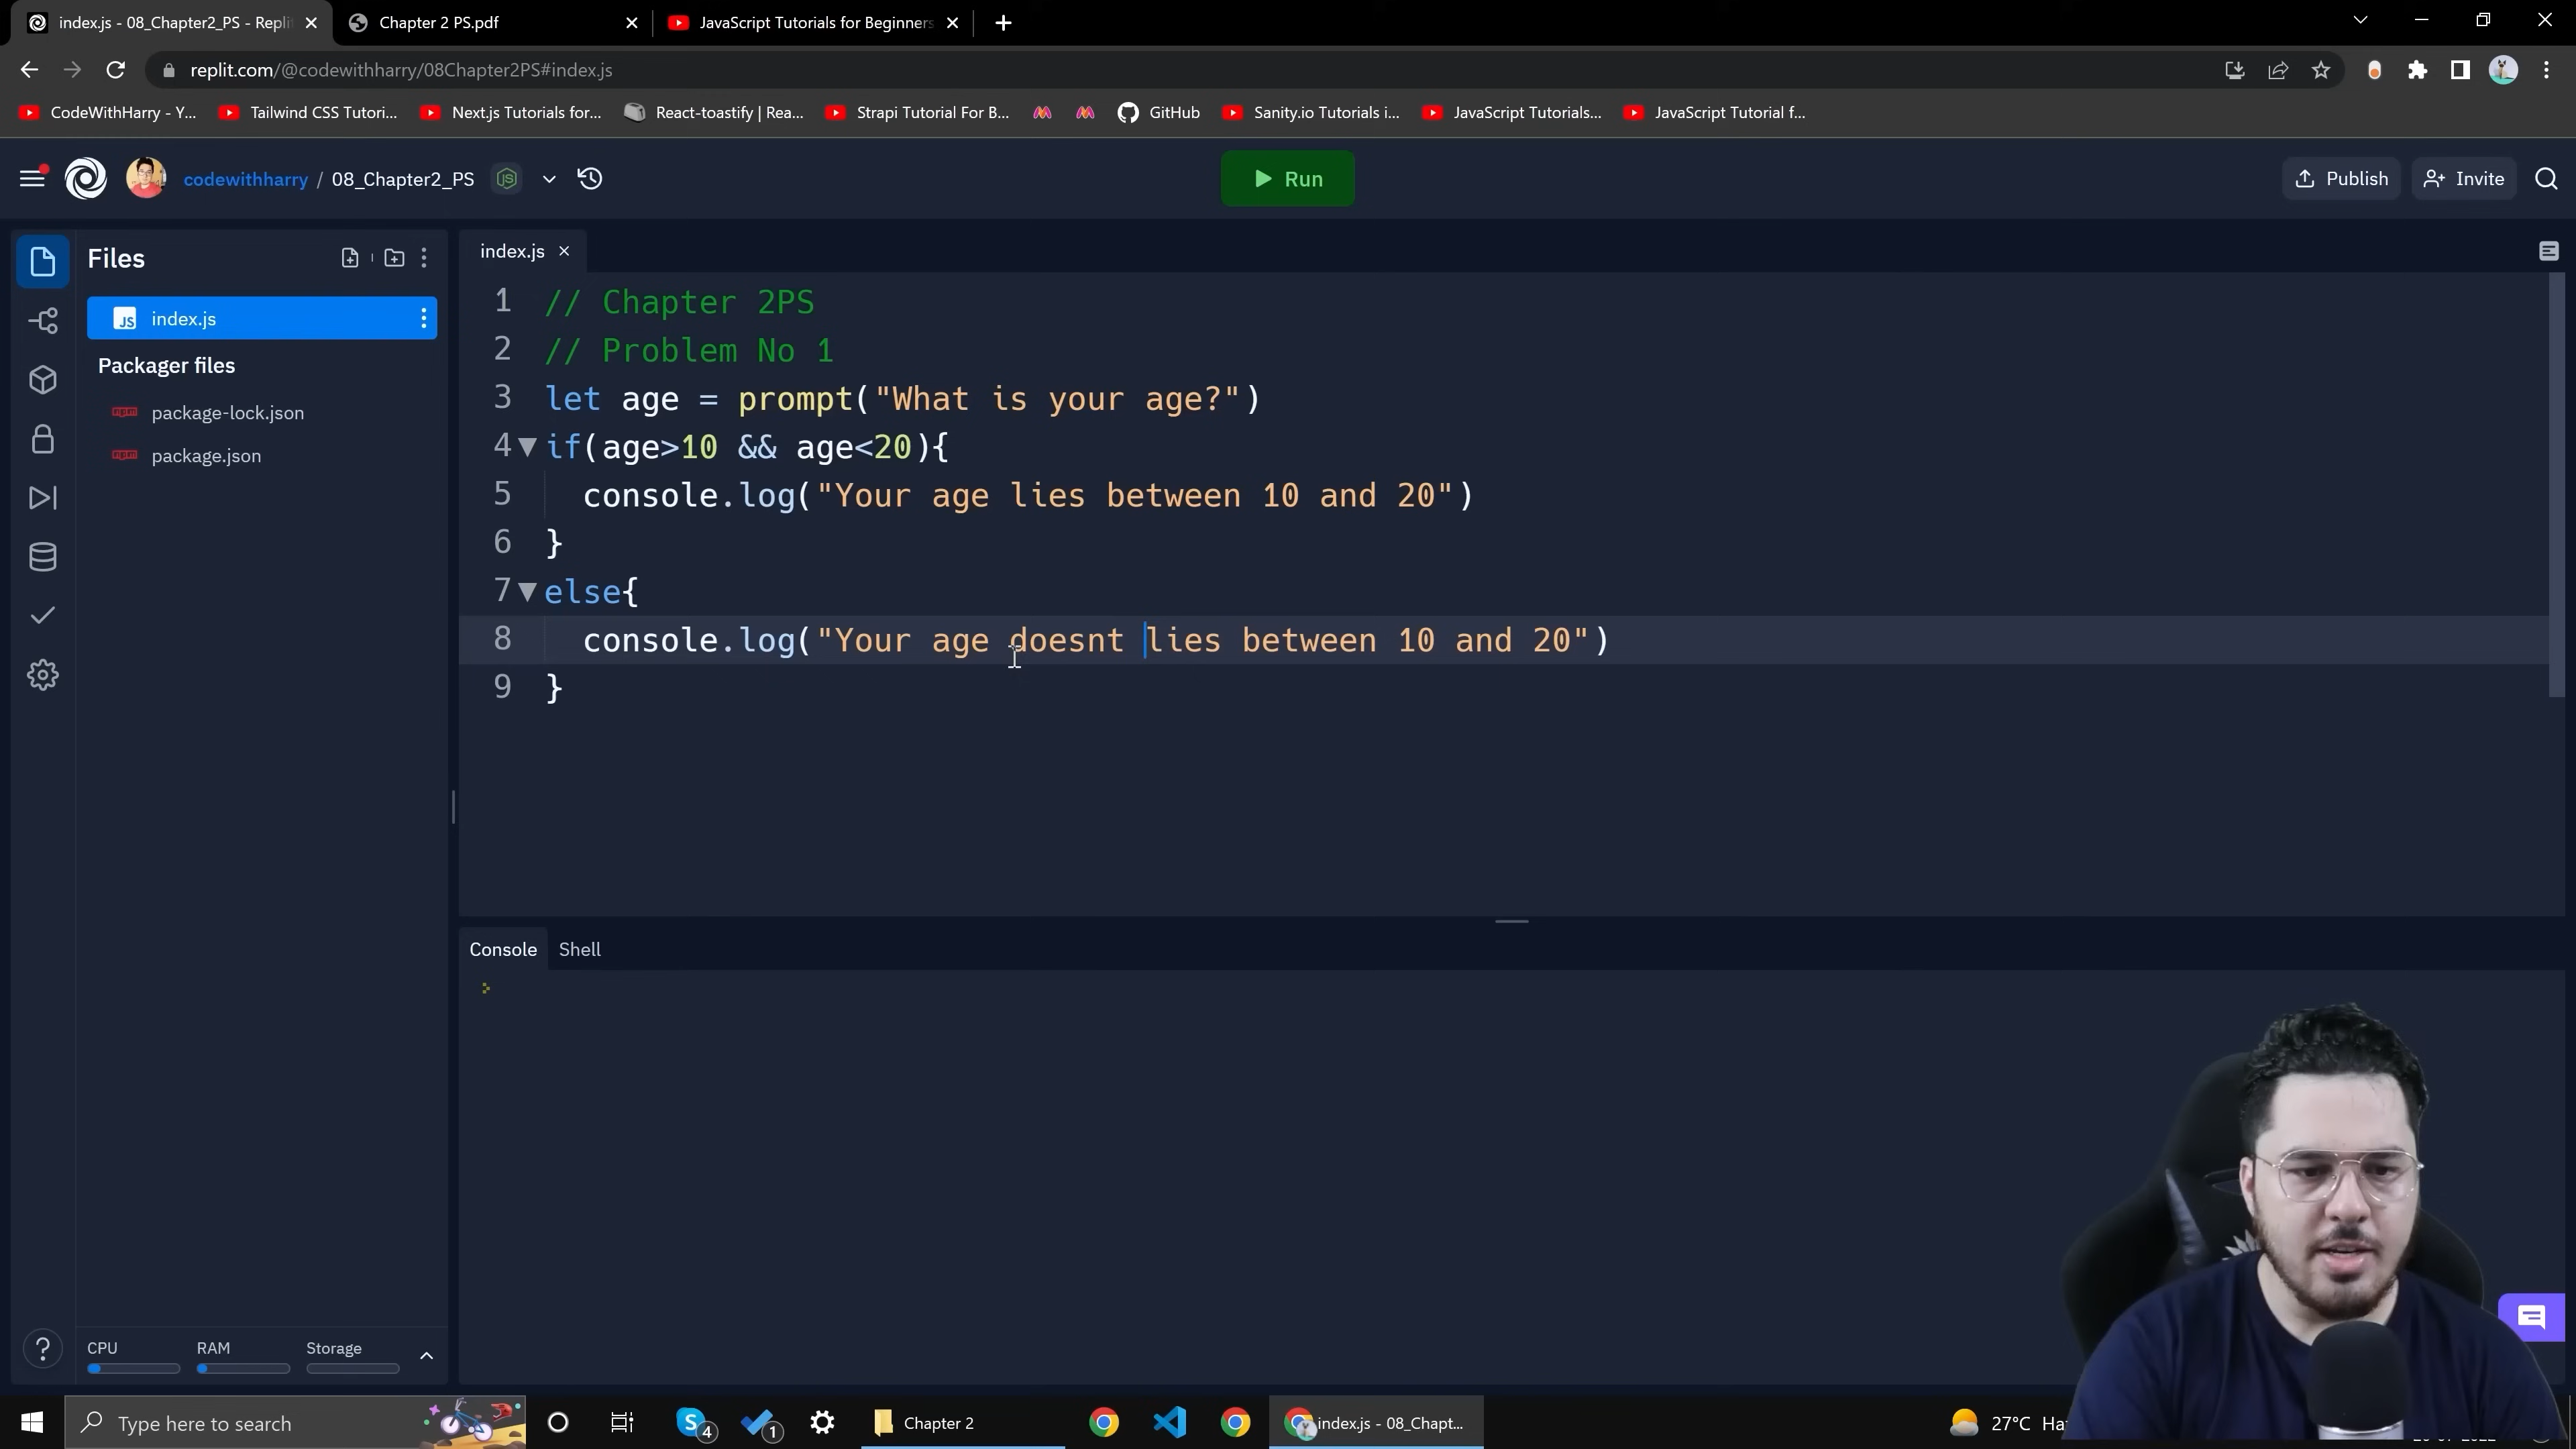 index.js - 08_Chapter2_PS - Repli
Chapter 2 PS.pdf
JavaScript Tutorials for Beginners
replit.com/@codewithharry/08Chapter2PS#index.js
CodeWithHarry - Y...
Tailwind CSS Tutori...
Next.js Tutorials for...
React-toastify | Rea...
Strapi Tutorial For B...
GitHub
Sanity.io Tutorials i...
JavaScript Tutorials...
JavaScript Tutorial f...
codewithharry / 08_Chapter2_PS
Run
Publish
Invite
Files
JS index.js
Packager files
package-lock.json
package.json
index.js
1 // Chapter 2PS
2 // Problem No 1
3 let age = prompt("What is your age?")
4 if(age>10 && age<20){
5 console.log("Your age lies between 10 and 20")
6 }
7 else{
8 console.log("Your age doesnt lies between 10 and 20")
9 }
Console
Shell
CPU
RAM
Storage
Type here to search
4
1
Chapter 2
index.js - 08_Chapt...
27°C